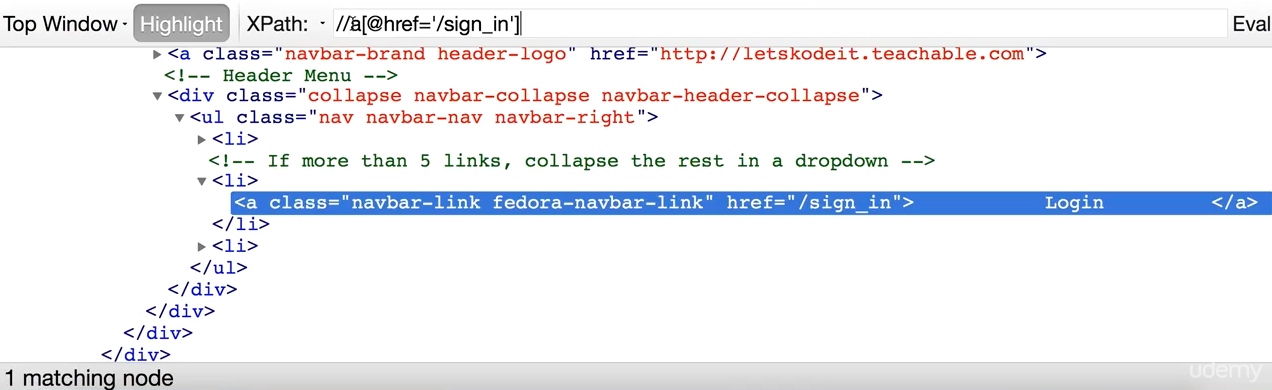 Top Window Highlight XPath: //a[@href='/sign_in'] Eval
<a class="navbar-brand header-logo" href="http://letskodeit.teachable.com">
<!-- Header Menu -->
<div class="collapse navbar-collapse navbar-header-collapse">
<ul class="nav navbar-nav navbar-right">
<li>
<!-- If more than 5 links, collapse the rest in a dropdown -->
<li>
<a class="navbar-link fedora-navbar-link" href="/sign_in"> Login </a>
</li>
<li>
</ul>
</div>
</div>
</div>
</div>
1 matching node
udemy